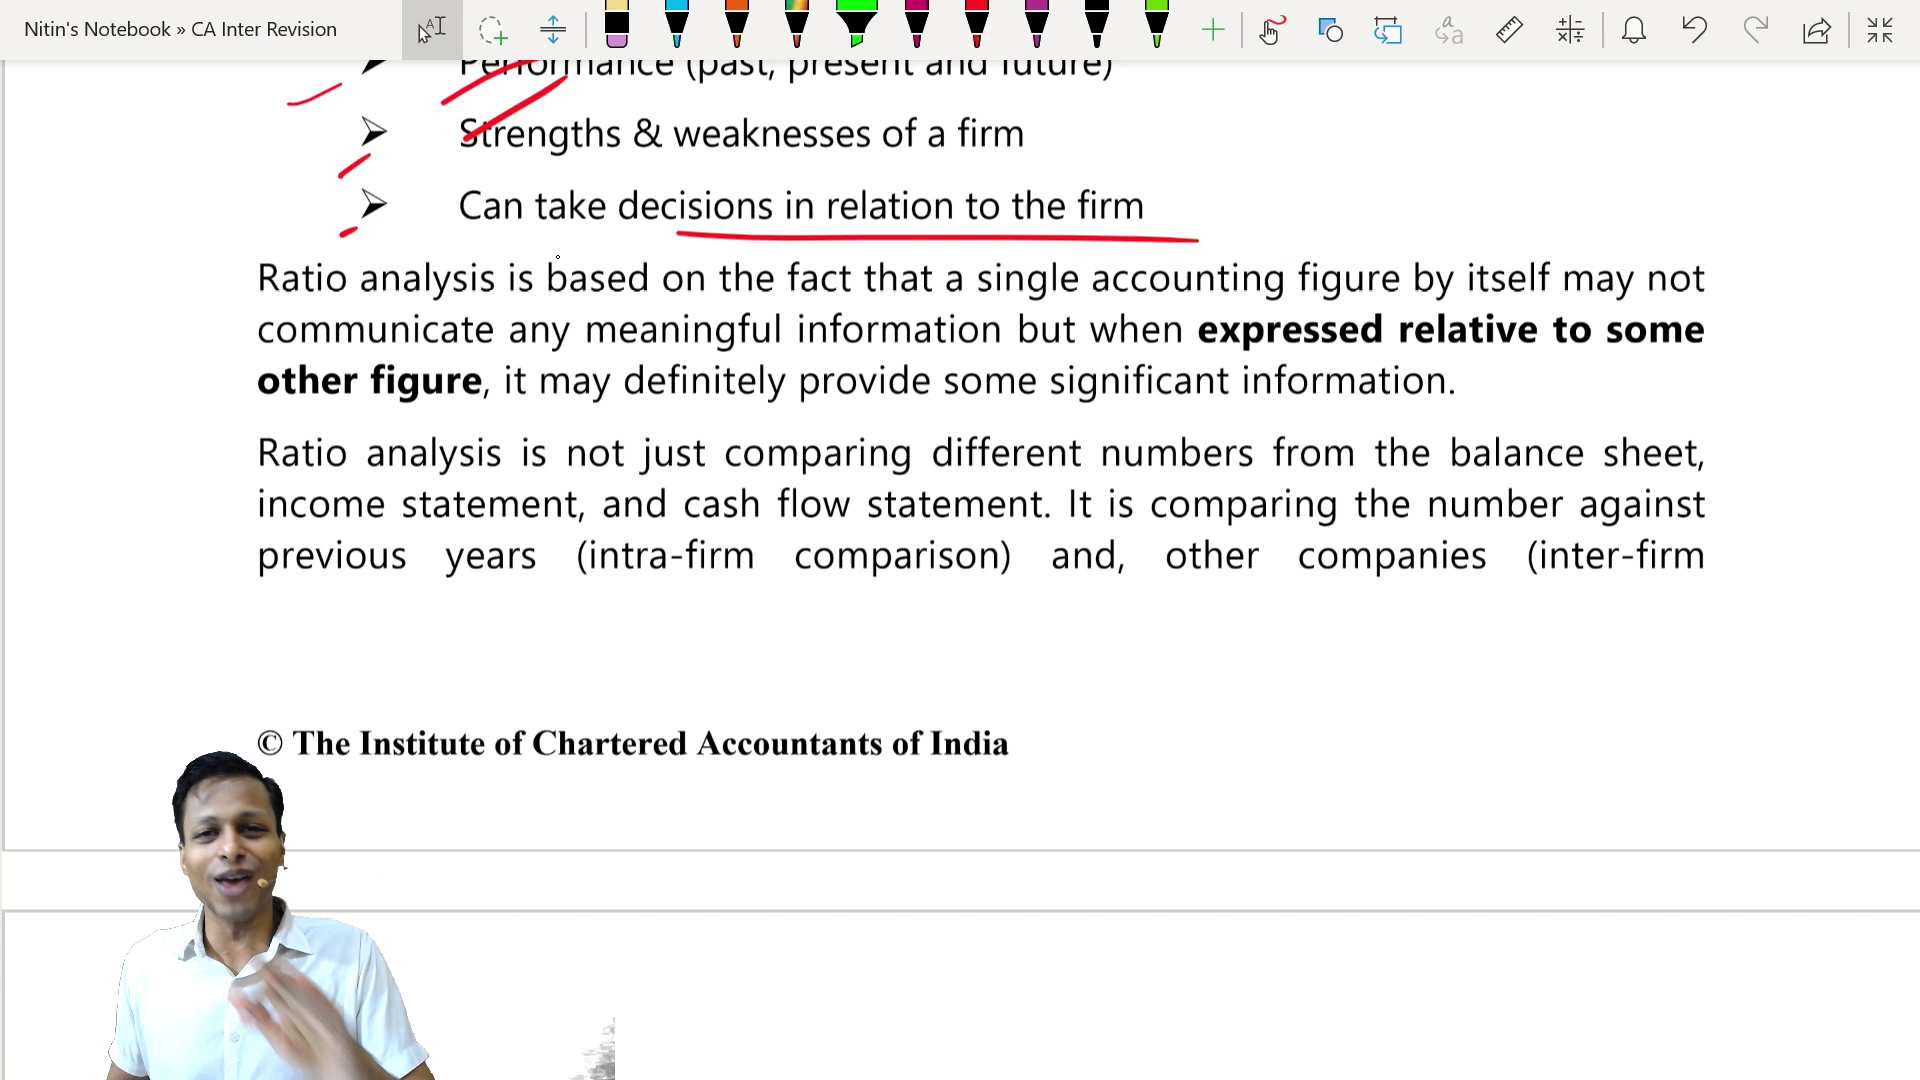 Nitin's Notebook » CA Inter Revision
Performance (past, present and future)
Strengths & weaknesses of a firm
Can take decisions in relation to the firm
Ratio analysis is based on the fact that a single accounting figure by itself may not
communicate any meaningful information but when expressed relative to some
other figure, it may definitely provide some significant information.
Ratio analysis is not just comparing different numbers from the balance sheet,
income statement, and cash flow statement. It is comparing the number against
previous years (intra-firm comparison) and, other companies (inter-firm
© The Institute of Chartered Accountants of India